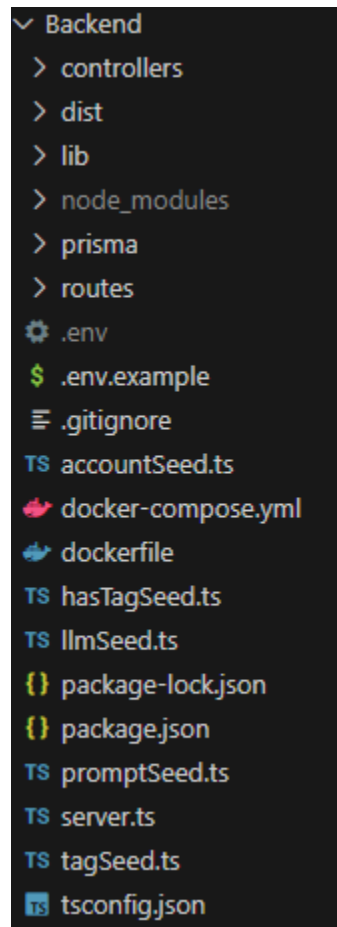 Backend
controllers
dist
lib
node_modules
prisma
routes
.env
$ .env.example
.gitignore
TS accountSeed.ts
docker-compose.yml
dockerfile
TS hasTagSeed.ts
TS llmSeed.ts
{} package-lock.json
{} package.json
TS promptSeed.ts
TS server.ts
TS tagSeed.ts
TS tsconfig.json